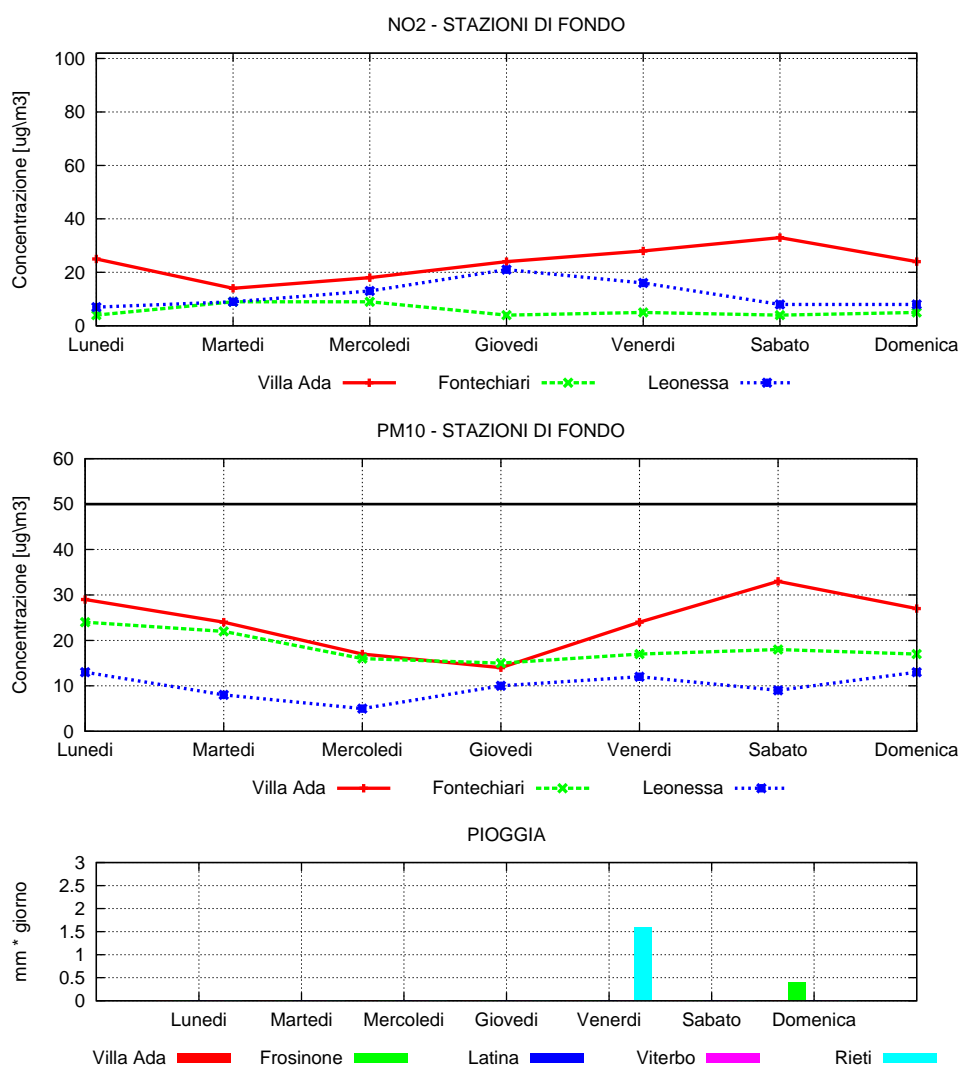 NO2 - STAZIONI DI FONDO
Concentrazione [ug\m3]
100
80
60
40
20
0
Lunedi Martedi Mercoledi Giovedi Venerdi Sabato Domenica
Villa Ada Fontechiari Leonessa
PM10 - STAZIONI DI FONDO
Concentrazione [ug\m3]
60
50
40
30
20
10
0
Lunedi Martedi Mercoledi Giovedi Venerdi Sabato Domenica
Villa Ada Fontechiari Leonessa
PIOGGIA
mm * giorno
3
2.5
2
1.5
1
0.5
0
Lunedi Martedi Mercoledi Giovedi Venerdi Sabato Domenica
Villa Ada Frosinone Latina Viterbo Rieti